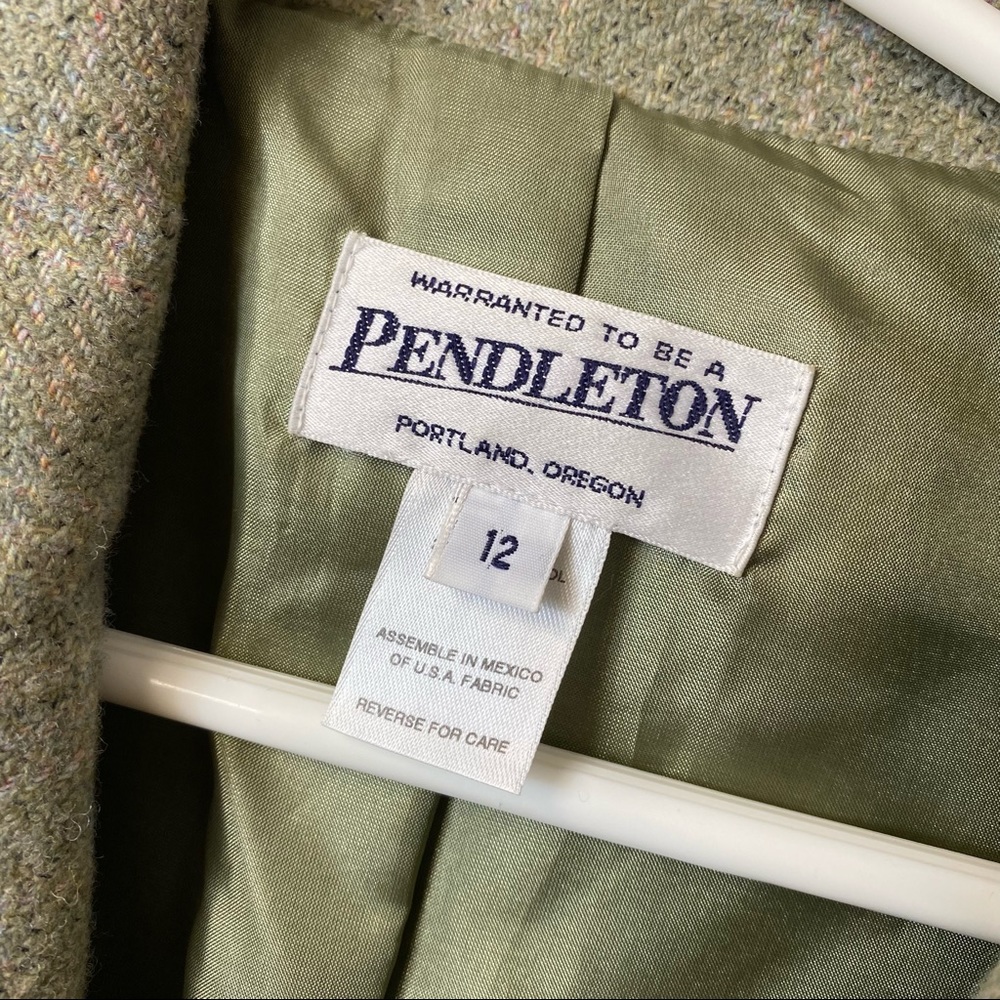 WARRANTED TO BE A
PENDLETON
PORTLAND, OREGON
12
ASSEMBLE IN MEXICO
OF U.S.A. FABRIC
REVERSE FOR CARE